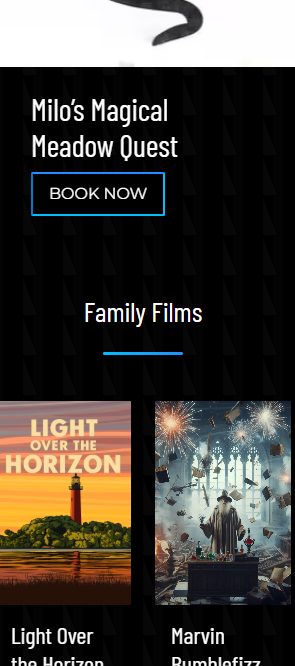 Milo's Magical
Meadow Quest
BOOK NOW
Family Films
LIGHT
OVER THE
HORIZON
Light Over
the Horizon
Marvin
Bumblefizz